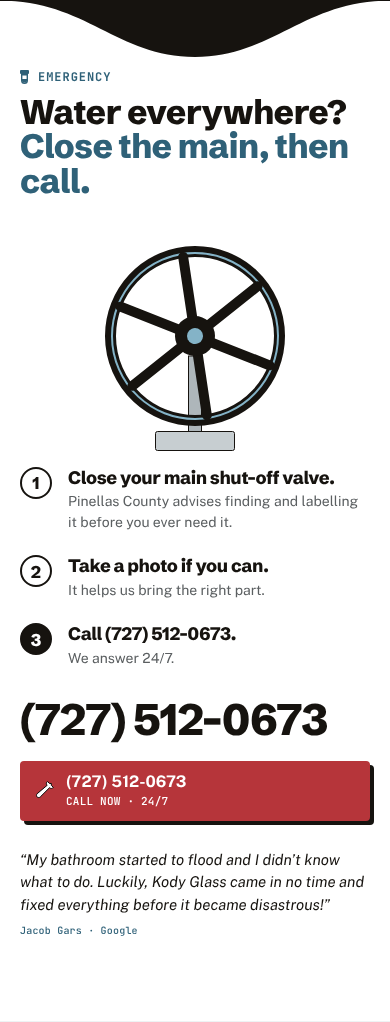 EMERGENCY
Water everywhere?
Close the main, then
call.
1
Close your main shut-off valve.
Pinellas County advises finding and labelling
it before you ever need it.
2
Take a photo if you can.
It helps us bring the right part.
3
Call (727) 512-0673.
We answer 24/7.
(727) 512-0673
(727) 512-0673
CALL NOW · 24/7
“My bathroom started to flood and I didn’t know
what to do. Luckily, Kody Glass came in no time and
fixed everything before it became disastrous!”
Jacob Gars · Google